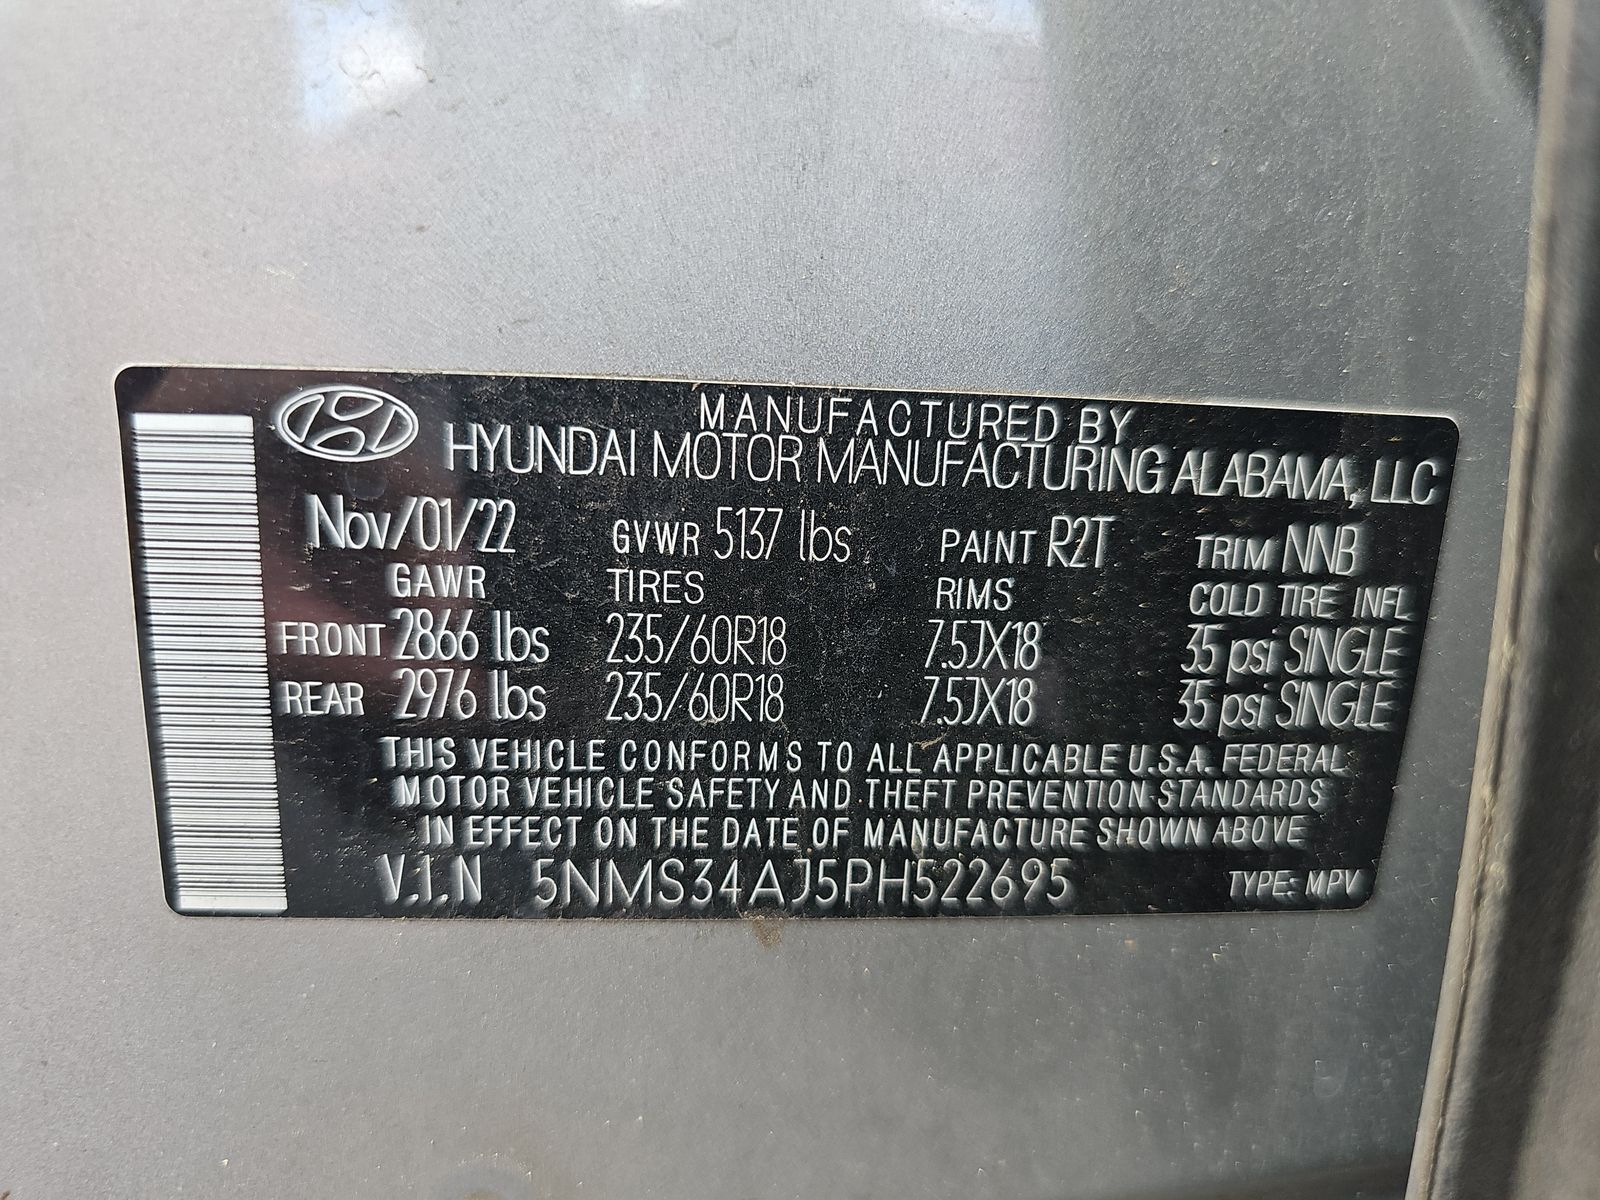 MANUFACTURED BY
HYUNDAI MOTOR MANUFACTURING ALABAMA, LLC
Nov/01/22 GVWR 5137 lbs PAINT R2T TRIM NNB
GAWR TIRES RIMS COLD TIRE INFL
FRONT 2866 lbs 235/60R18 7.5JX18 35 psi SINGLE
REAR 2976 lbs 235/60R18 7.5JX18 35 psi SINGLE
THIS VEHICLE CONFORMS TO ALL APPLICABLE U.S.A. FEDERAL
MOTOR VEHICLE SAFETY AND THEFT PREVENTION STANDARDS
IN EFFECT ON THE DATE OF MANUFACTURE SHOWN ABOVE
V.I.N 5NMS34AJ5PH522695 TYPE: MPV